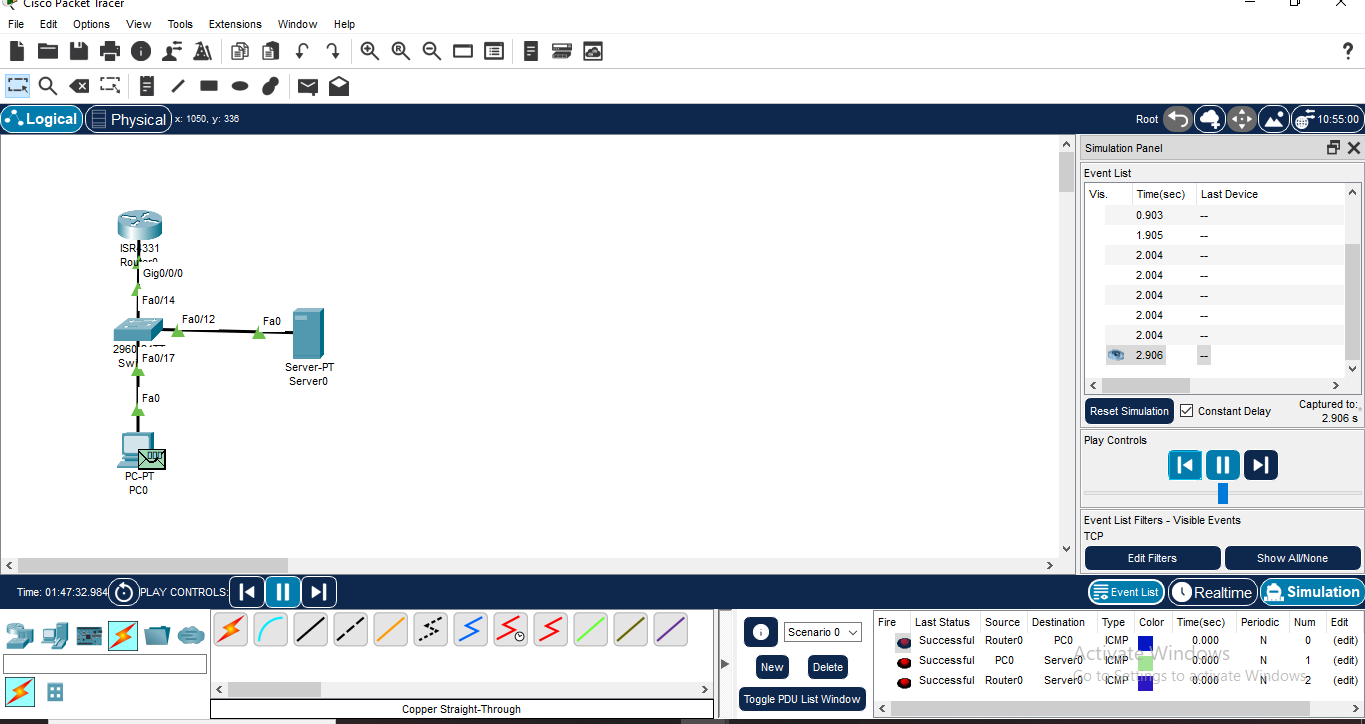 Cisco Packet Tracer
File Edit Options View Tools Extensions Window Help
?
Logical Physical x: 1050, y: 336 Root 10:55:00
Simulation Panel
Event List
Vis. Time(sec) Last Device
0.903 --
1.905 --
2.004 --
2.004 --
2.004 --
2.004 --
2.004 --
2.906 --
Reset Simulation Constant Delay Captured to:
2.906 s
Play Controls
Event List Filters - Visible Events
TCP
Edit Filters Show All/None
ISR4331
Router0
Gig0/0/0
Fa0/14
Fa0/12 Fa0
Fa0/17
Server-PT
Server0
Fa0
PC-PT
PC0
Time: 01:47:32.984 PLAY CONTROLS: Event List Realtime Simulation
Copper Straight-Through
Scenario 0
New Delete
Toggle PDU List Window
Fire Last Status Source Destination Type Color Time(sec) Periodic Num Edit
Successful Router0 PC0 ICMP 0.000 N 0 (edit)
Successful PC0 Server0 ICMP 0.000 N 1 (edit)
Successful Router0 Server0 ICMP 0.000 N 2 (edit)
Activate Windows
Go to Settings to activate Windows.